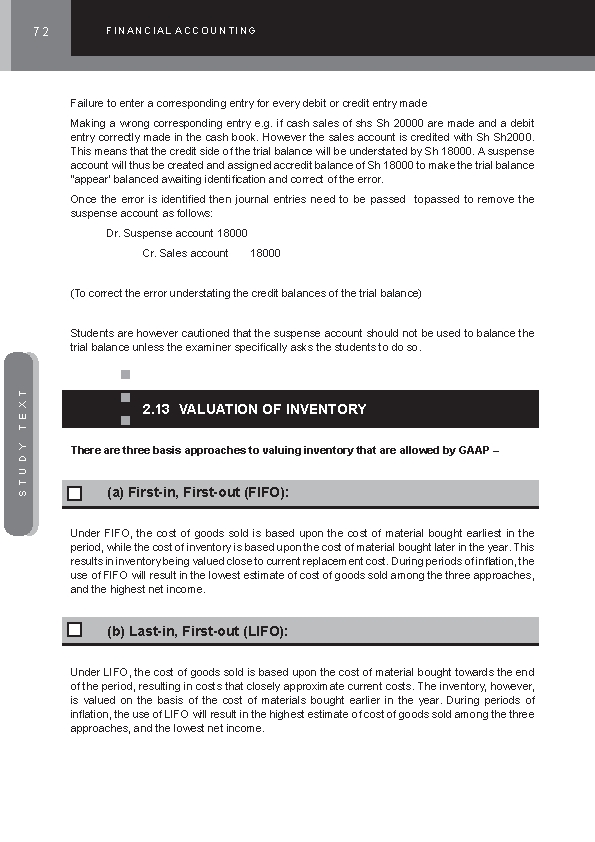 72
FINANCIAL ACCOUNTING
Failure to enter a corresponding entry for every debit or credit entry made
Making a wrong corresponding entry e.g. if cash sales of shs Sh 20000 are made and a debit
entry correctly made in the cash book. However the sales account is credited with Sh Sh2000.
This means that the credit side of the trial balance will be understated by Sh 18000. A suspense
account will thus be created and assigned accredit balance of Sh 18000 to make the trial balance
"appear' balanced awaiting identification and correct of the error.
Once the error is identified then journal entries need to be passed topassed to remove the
suspense account as follows:
Dr. Suspense account 18000
Cr. Sales account 18000
(To correct the error understating the credit balances of the trial balance)
Students are however cautioned that the suspense account should not be used to balance the
trial balance unless the examiner specifically asks the students to do so.
STUDY TEXT
2.13 VALUATION OF INVENTORY
There are three basis approaches to valuing inventory that are allowed by GAAP –
(a) First-in, First-out (FIFO):
Under FIFO, the cost of goods sold is based upon the cost of material bought earliest in the
period, while the cost of inventory is based upon the cost of material bought later in the year. This
results in inventory being valued close to current replacement cost. During periods of inflation, the
use of FIFO will result in the lowest estimate of cost of goods sold among the three approaches,
and the highest net income.
(b) Last-in, First-out (LIFO):
Under LIFO, the cost of goods sold is based upon the cost of material bought towards the end
of the period, resulting in costs that closely approximate current costs. The inventory, however,
is valued on the basis of the cost of materials bought earlier in the year. During periods of
inflation, the use of LIFO will result in the highest estimate of cost of goods sold among the three
approaches, and the lowest net income.